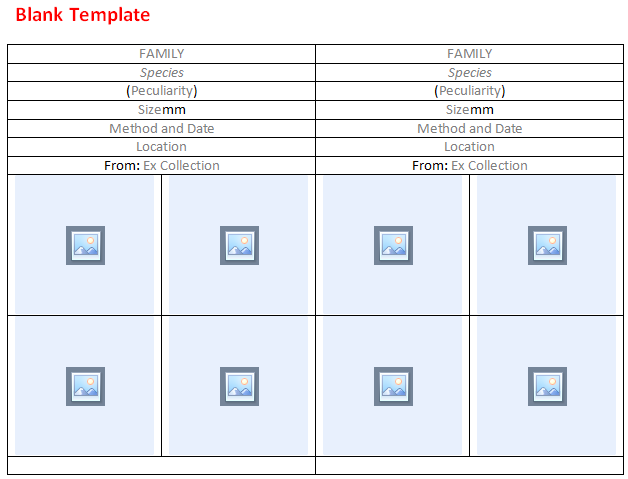 Blank Template
FAMILY FAMILY
Species Species
(Peculiarity) (Peculiarity)
Sizemm Sizemm
Method and Date Method and Date
Location Location
From: Ex Collection From: Ex Collection